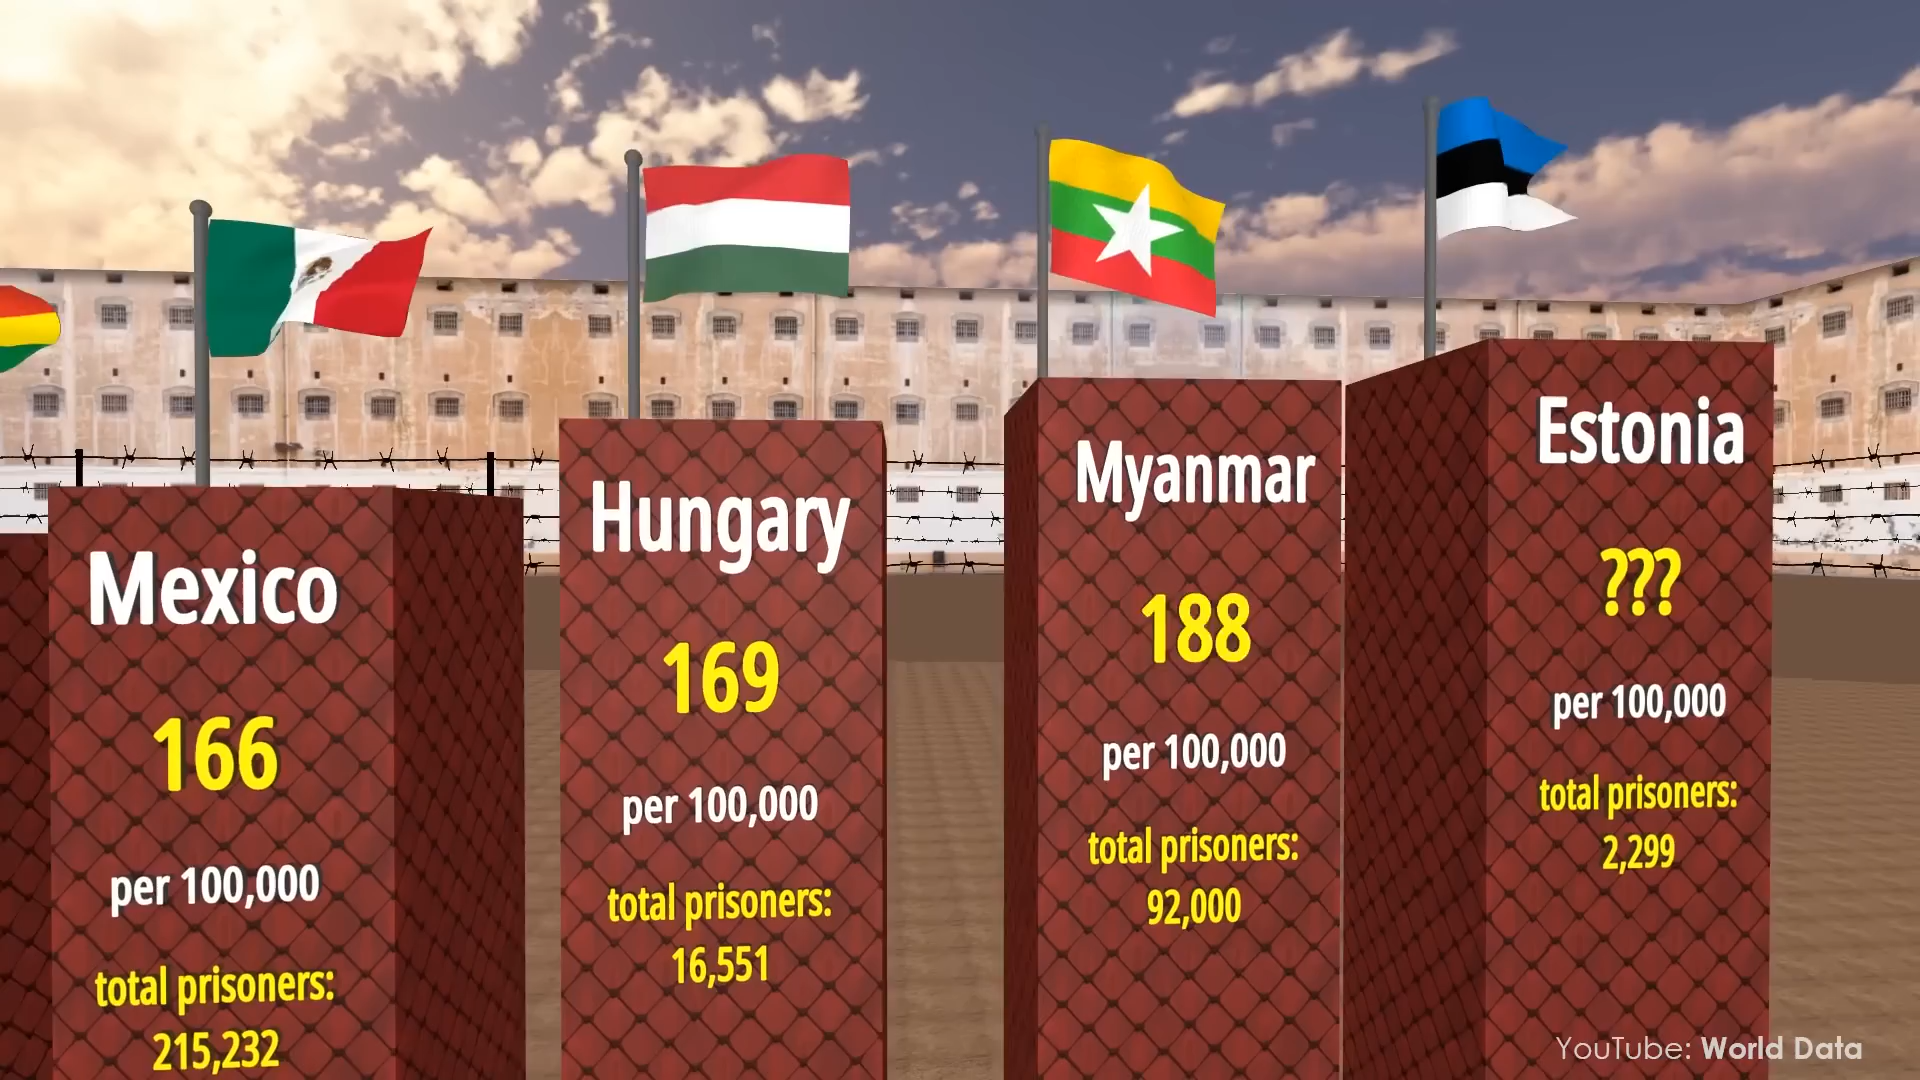 Mexico
166
per 100,000
total prisoners:
215,232
Hungary
169
per 100,000
total prisoners:
16,551
Myanmar
188
per 100,000
total prisoners:
92,000
Estonia
???
per 100,000
total prisoners:
2,299
YouTube: World Data